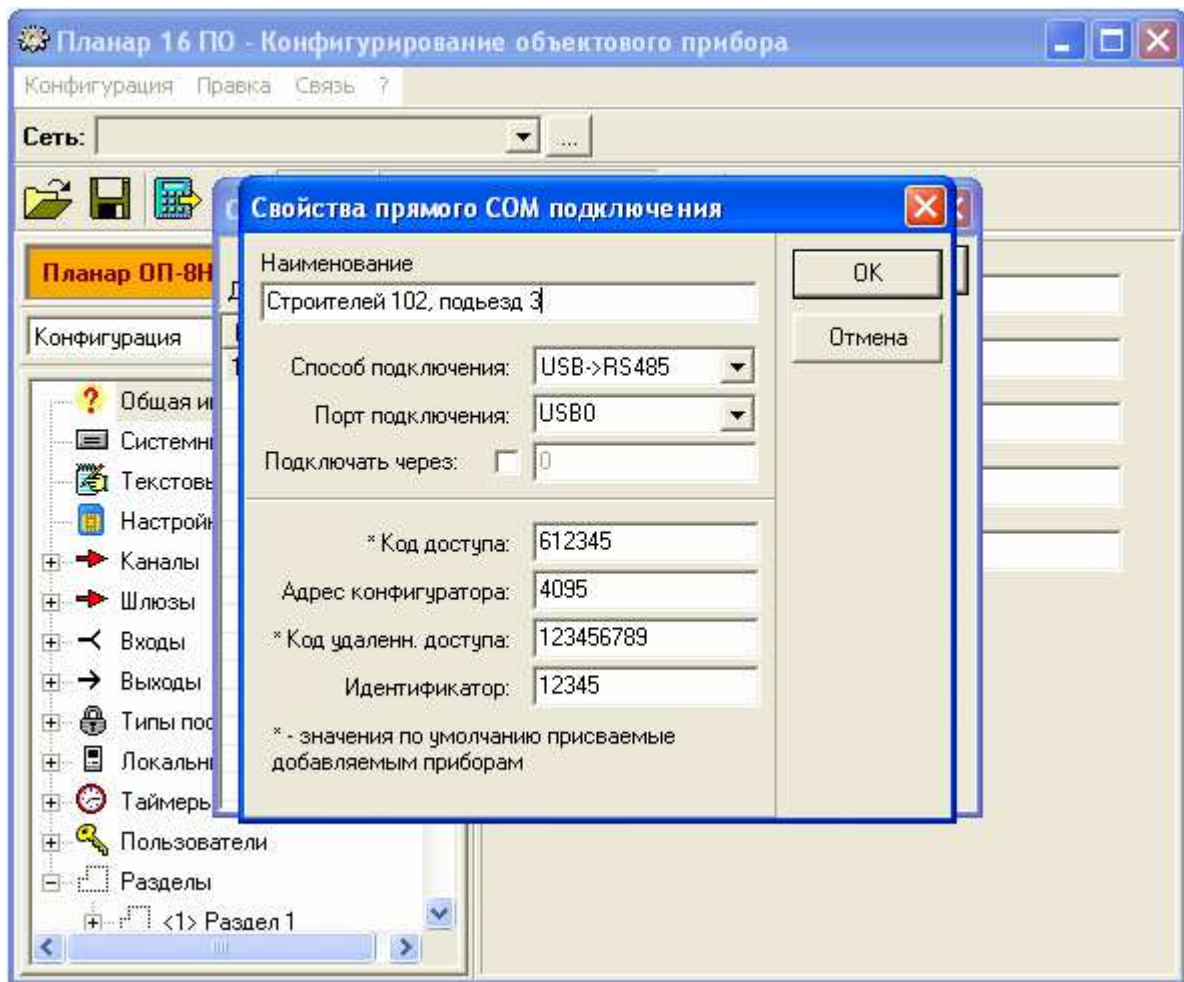 Планар 16 ПО - Конфигурирование объектового прибора
Конфигурация Правка Связь ?
Сеть:
...
Свойства прямого COM подключения
Планар ОП-8Н
Наименование
OK
Строителей 102, подьезд 3
Конфигурация
Отмена
Способ подключения: USB->RS485
Порт подключения: USB0
Подключать через: 0
Общая
Каналы
Шлюзы
Входы
Выходы
Типы
Пользователи
Разделы
<1> Раздел 1
* Код доступа: 612345
Адрес конфигуратора: 4095
* Код удаленн. доступа: 123456789
Идентификатор: 12345
* - значения по умолчанию присваемые
добавляемым приборам